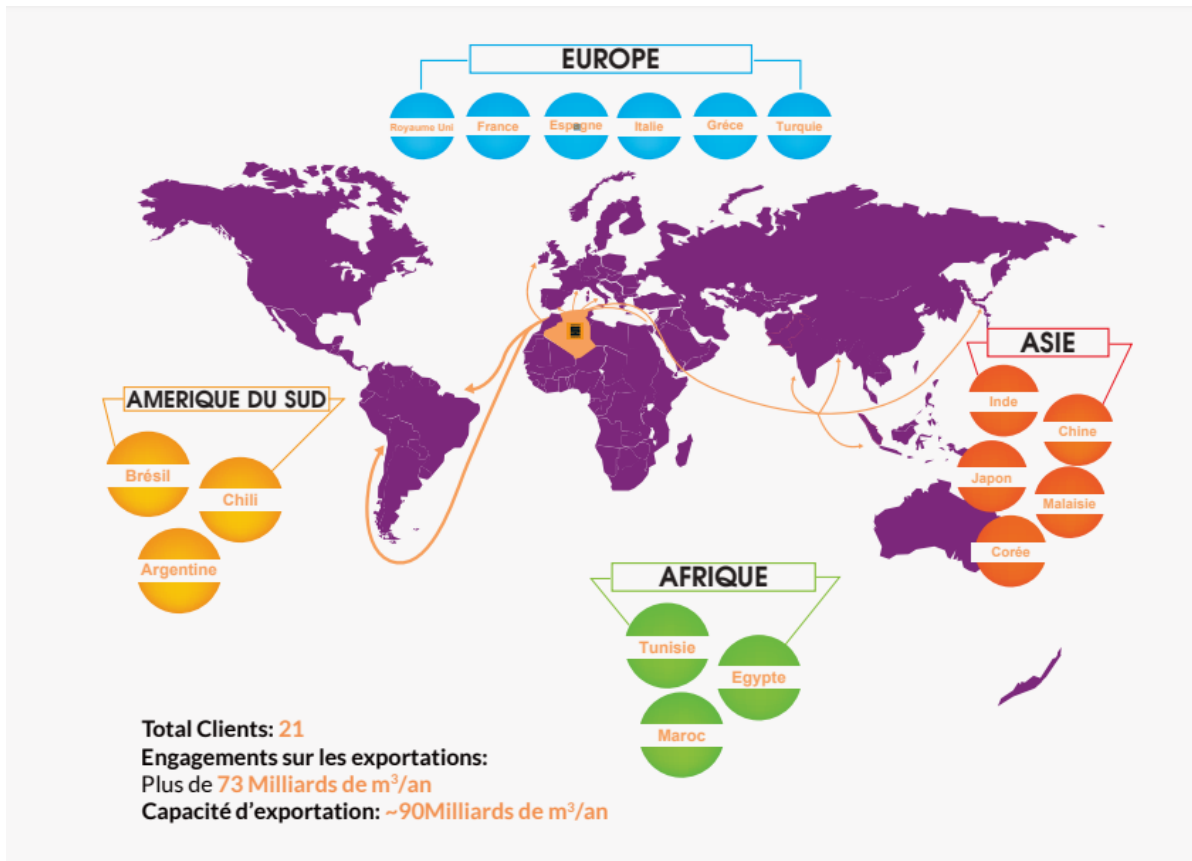 EUROPE
Royaume Uni
France
Espagne
Italie
Gréce
Turquie
ASIE
Inde
Chine
Japon
Malaisie
Corée
AMERIQUE DU SUD
Brésil
Chili
Argentine
AFRIQUE
Tunisie
Egypte
Maroc
Total Clients: 21
Engagements sur les exportations:
Plus de 73 Milliards de m³/an
Capacité d’exportation: ~90Milliards de m³/an